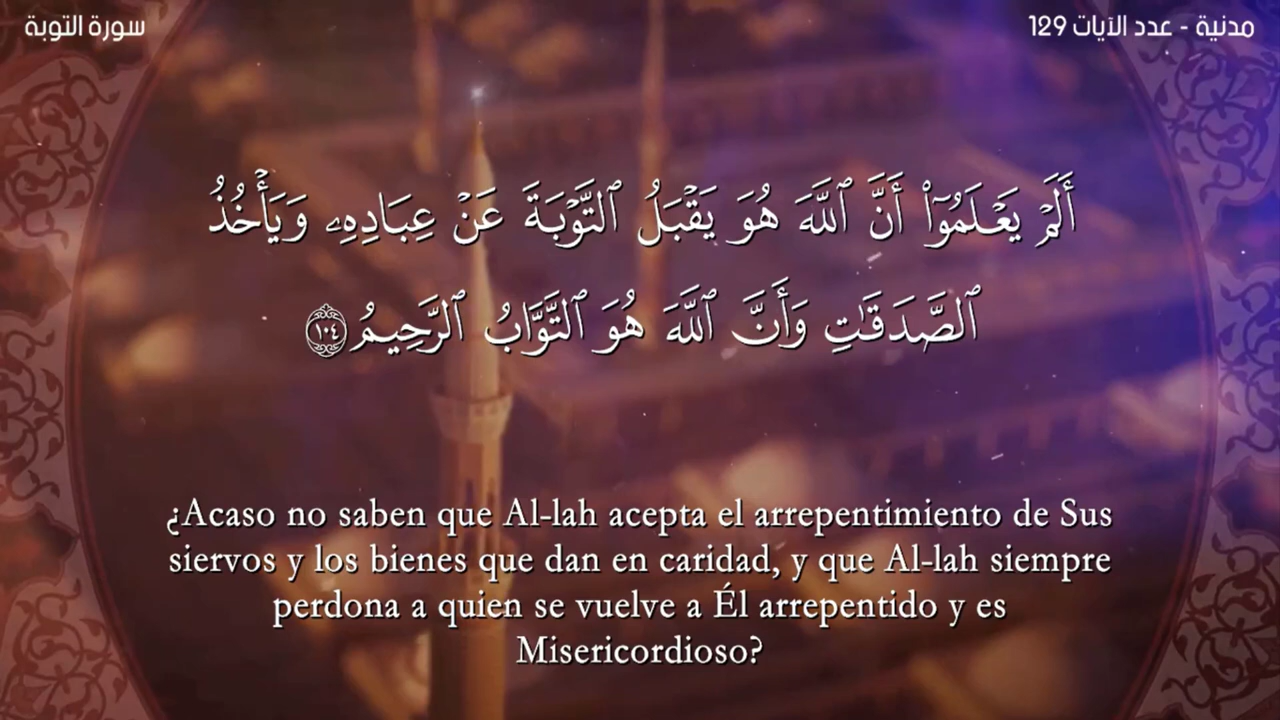 سورة التوبة
مدنية - عدد الآيات 129
أَلَمۡ يَعۡلَمُوٓاْ أَنَّ ٱللَّهَ هُوَ يَقۡبَلُ ٱلتَّوۡبَةَ عَنۡ عِبَادِهِۦ وَيَأۡخُذُ
ٱلصَّدَقَٰتِ وَأَنَّ ٱللَّهَ هُوَ ٱلتَّوَّابُ ٱلرَّحِيمُ ١٠٤
¿Acaso no saben que Al-lah acepta el arrepentimiento de Sus
siervos y los bienes que dan en caridad, y que Al-lah siempre
perdona a quien se vuelve a Él arrepentido y es
Misericordioso?